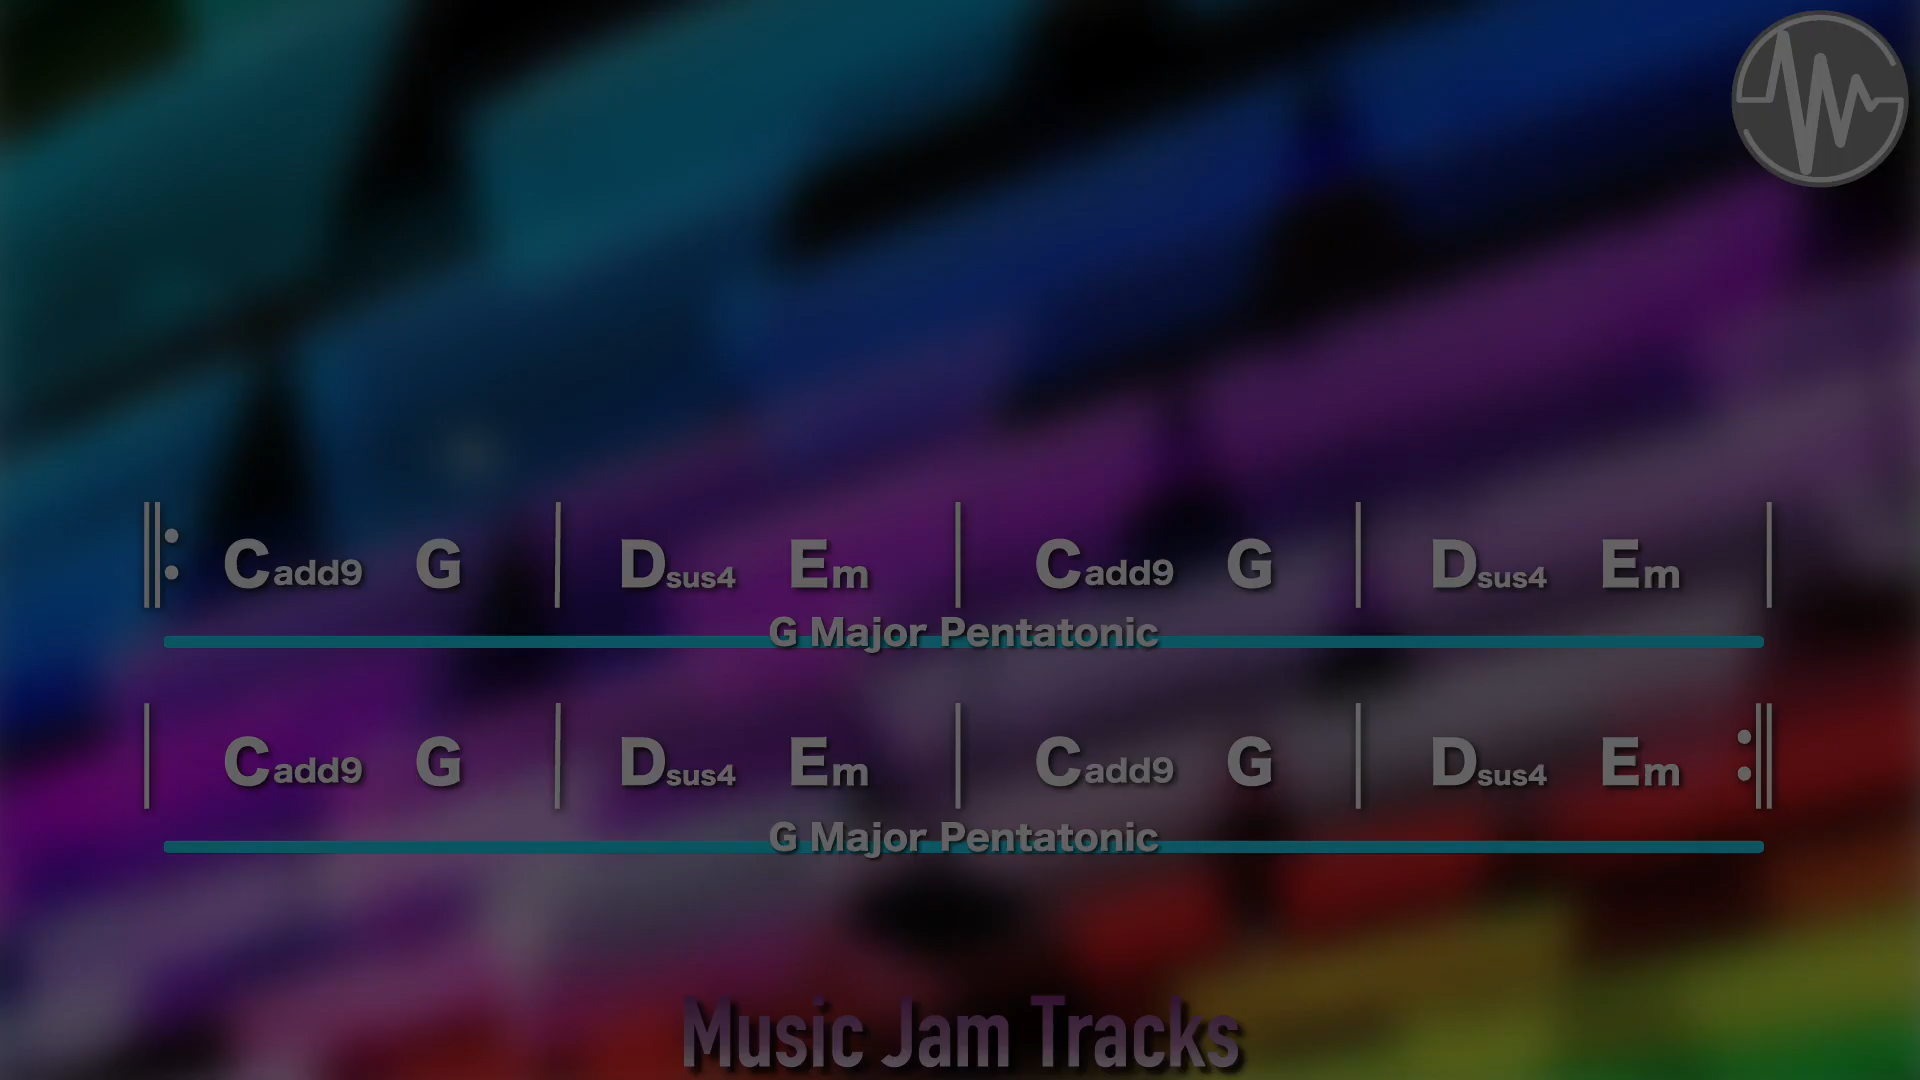 Cadd9 G Dsus4 Em Cadd9 G Dsus4 Em
G Major Pentatonic
Cadd9 G Dsus4 Em Cadd9 G Dsus4 Em
G Major Pentatonic
Music Jam Tracks